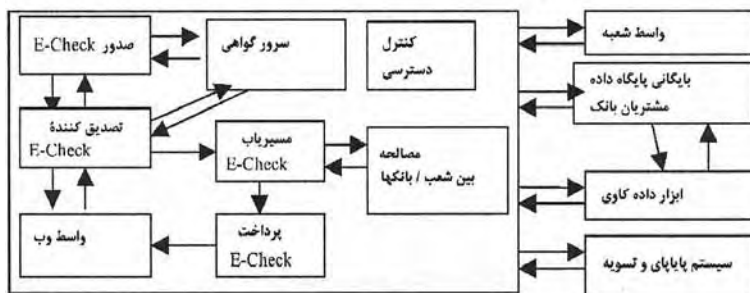 صدور E-Check
سرور گواهی
کنترل
دسترسی
واسط شعبه
بایگانی پایگاه داده
مشتریان بانک
تصدیق کنندۀ
E-Check
مسیریاب
E-Check
مصالحه
بین شعب / بانکها
ابزار داده کاوی
واسط وب
پرداخت
E-Check
سیستم پایاپای و تسویه